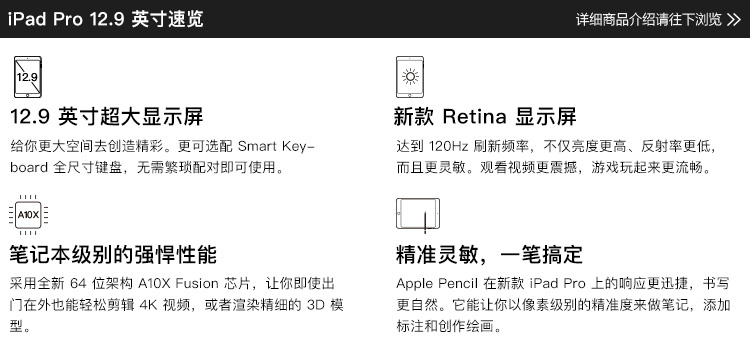 iPad Pro 12.9 英寸速览
详细商品介绍请往下浏览
12.9
12.9 英寸超大显示屏
给你更大空间去创造精彩。更可选配 Smart Key-
board 全尺寸键盘，无需繁琐配对即可使用。
新款 Retina 显示屏
达到 120Hz 刷新频率，不仅亮度更高、反射率更低，
而且更灵敏。观看视频更震撼，游戏玩起来更流畅。
A10X
笔记本级别的强悍性能
采用全新 64 位架构 A10X Fusion 芯片，让你即使出
门在外也能轻松剪辑 4K 视频，或者渲染精细的 3D 模
型。
精准灵敏，一笔搞定
Apple Pencil 在新款 iPad Pro 上的响应更迅捷，书写
更自然。它能让你以像素级别的精准度来做笔记，添加
标注和创作绘画。